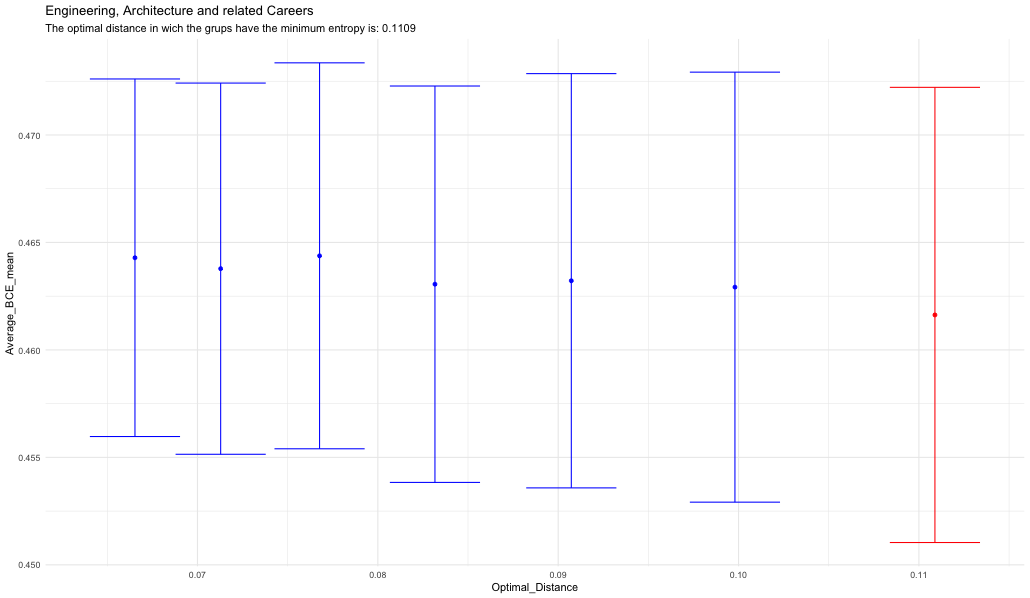 Engineering, Architecture and related Careers
The optimal distance in wich the grups have the minimum entropy is: 0.1109
Average_BCE_mean
0.470
0.465
0.460
0.455
0.450
0.07
0.08
0.09
0.10
0.11
Optimal_Distance